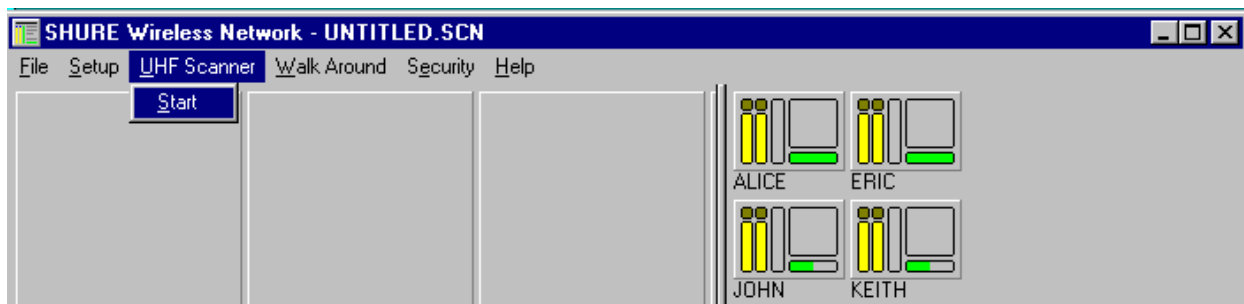 SHURE Wireless Network - UNTITLED.SCN
File Setup UHF Scanner Walk Around Security Help
Start
ALICE ERIC
JOHN KEITH